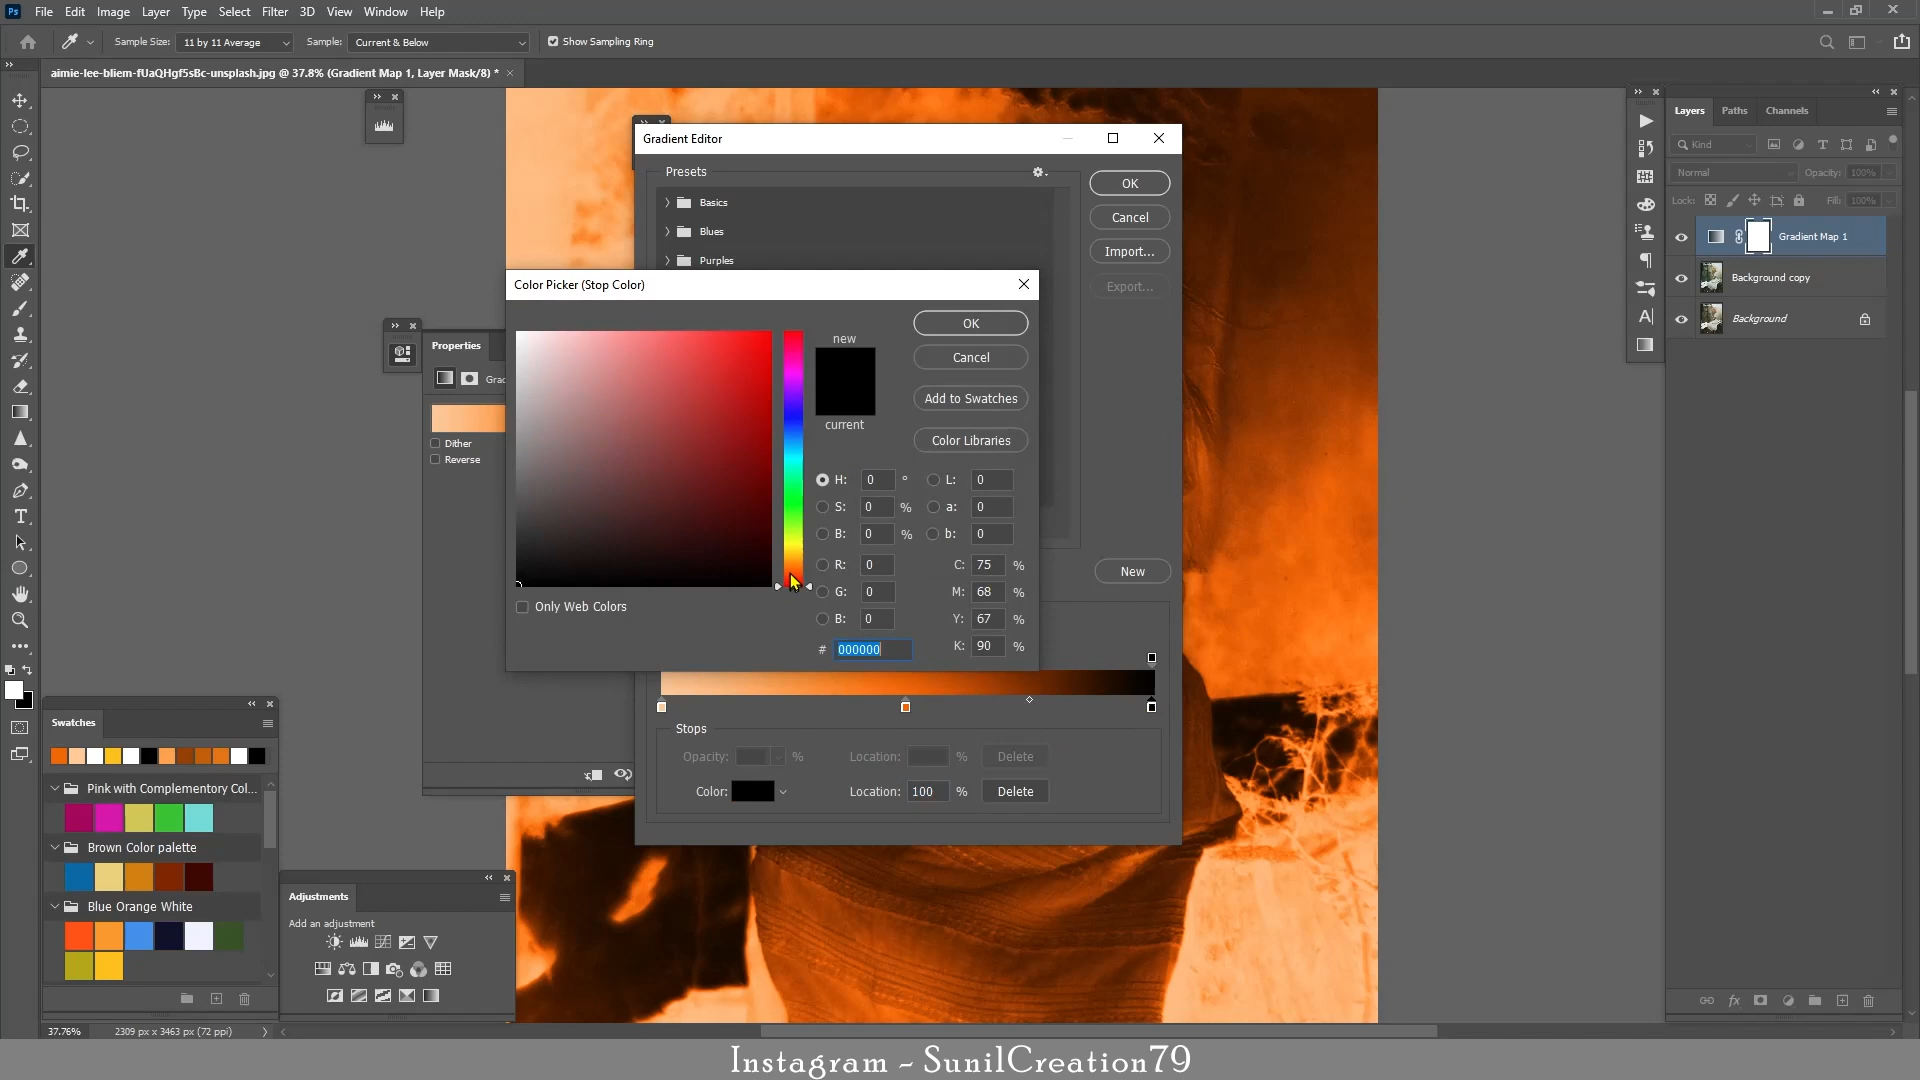 Ps File Edit Image Layer Type Select Filter 3D View Window Help
Sample Size: 11 by 11 Average Sample: Current & Below Show Sampling Ring
aimie-lee-bliem-fUaQHgf5sBc-unsplash.jpg @ 37.8% (Gradient Map 1, Layer Mask/8) *
Gradient Editor
Presets
Basics
Blues
Purples
OK
Cancel
Import...
Export...
New
Color Picker (Stop Color)
new
current
OK
Cancel
Add to Swatches
Color Libraries
H: 0 ° L: 0
S: 0 % a: 0
B: 0 % b: 0
R: 0 C: 75 %
G: 0 M: 68 %
B: 0 Y: 67 %
# 000000 K: 90 %
Only Web Colors
Properties
Grad
Dither
Reverse
Stops
Opacity: % Location: % Delete
Color: Location: 100 % Delete
Layers Paths Channels
Kind
Normal Opacity: 100%
Lock: Fill: 100%
Gradient Map 1
Background copy
Background
Swatches
Pink with Complementary Col...
Brown Color palette
Blue Orange White
Adjustments
Add an adjustment
37.76% 2309 px x 3463 px (72 ppi)
Instagram - SunilCreation79